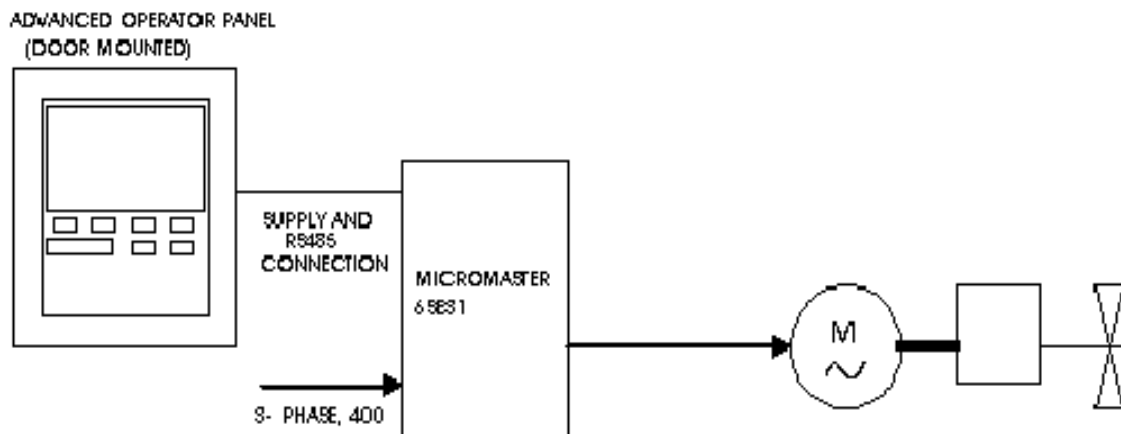 ADVANCED OPERATOR PANEL
(DOOR MOUNTED)
SUPPLY AND
RS485
CONNECTION
MICROMASTER
6SE31
3- PHASE, 400
M